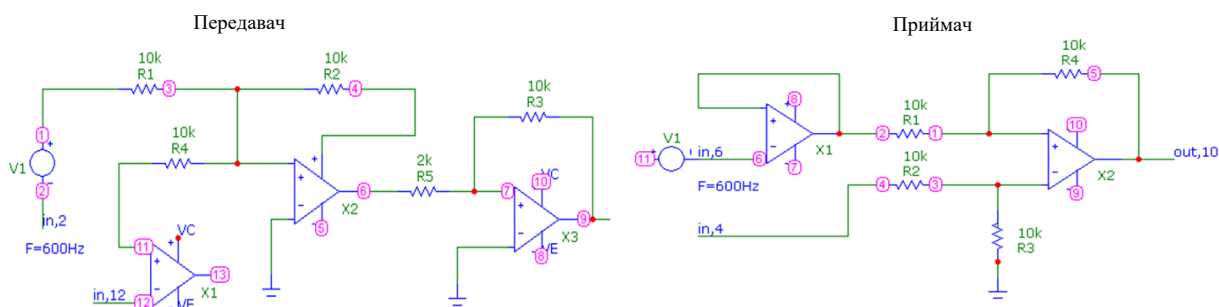 Передавач
Приймач
10k
R1
3
10k
R2
4
10k
R3
10k
R4
1
V1
2
in,2
F=600Hz
2k
R5
6
7
10
VC
X2
5
9
X3
VE
8
11
VC
13
X1
in,12
12
VE
10k
R4
5
8
X1
7
V1
11
in,6
6
F=600Hz
2
10k
R1
1
10k
R2
4
3
in,4
10
X2
9
out,10
10k
R3